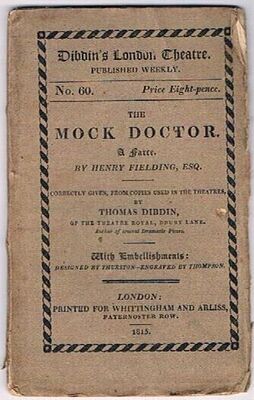 Dibdin's London Theatre.
PUBLISHED WEEKLY.
No. 60. Price Eight-pence.
THE
MOCK DOCTOR.
A Farce.
BY HENRY FIELDING, ESQ.
CORRECTLY GIVEN, FROM COPIES USED IN THE THEATRES,
BY
THOMAS DIBDIN,
OF THE THEATRE ROYAL, DRURY LANE.
Author of several Dramatic Pieces.
With Embellishments:
DESIGNED BY THURSTON—ENGRAVED BY THOMPSON.
LONDON:
PRINTED FOR WHITTINGHAM AND ARLISS,
PATERNOSTER ROW.
1815.